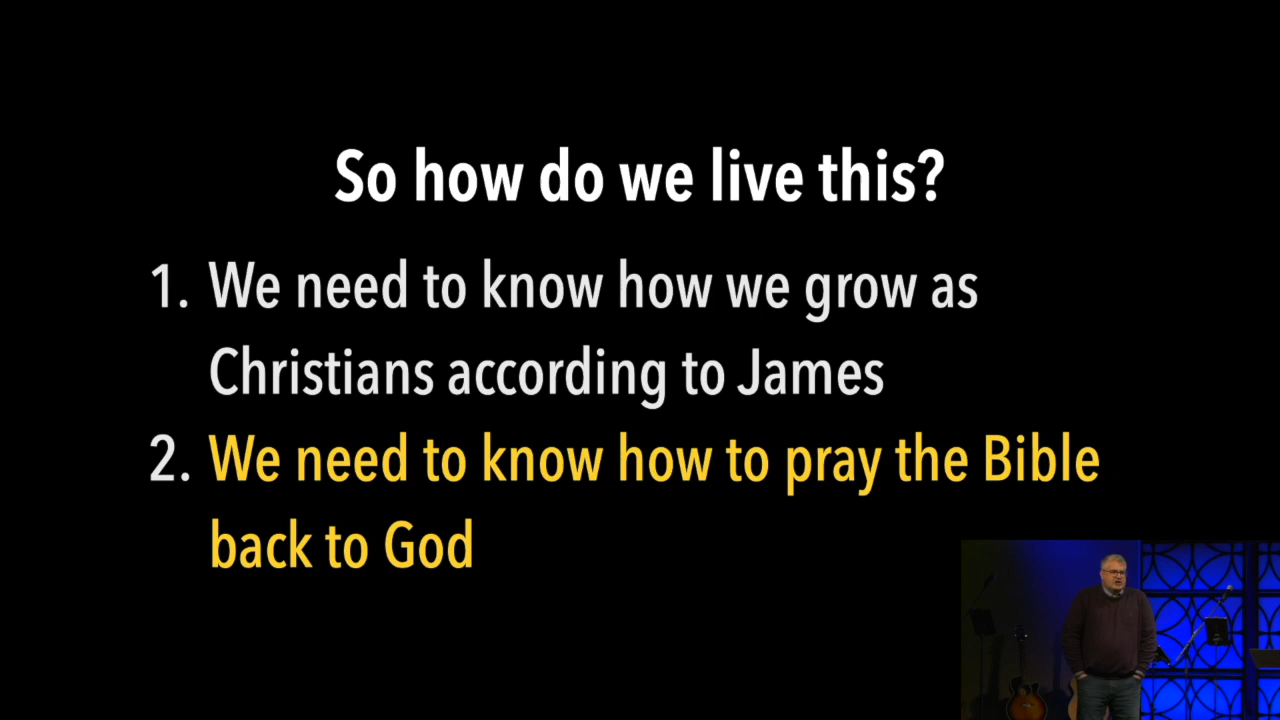 So how do we live this?
1. We need to know how we grow as
Christians according to James
2. We need to know how to pray the Bible
back to God